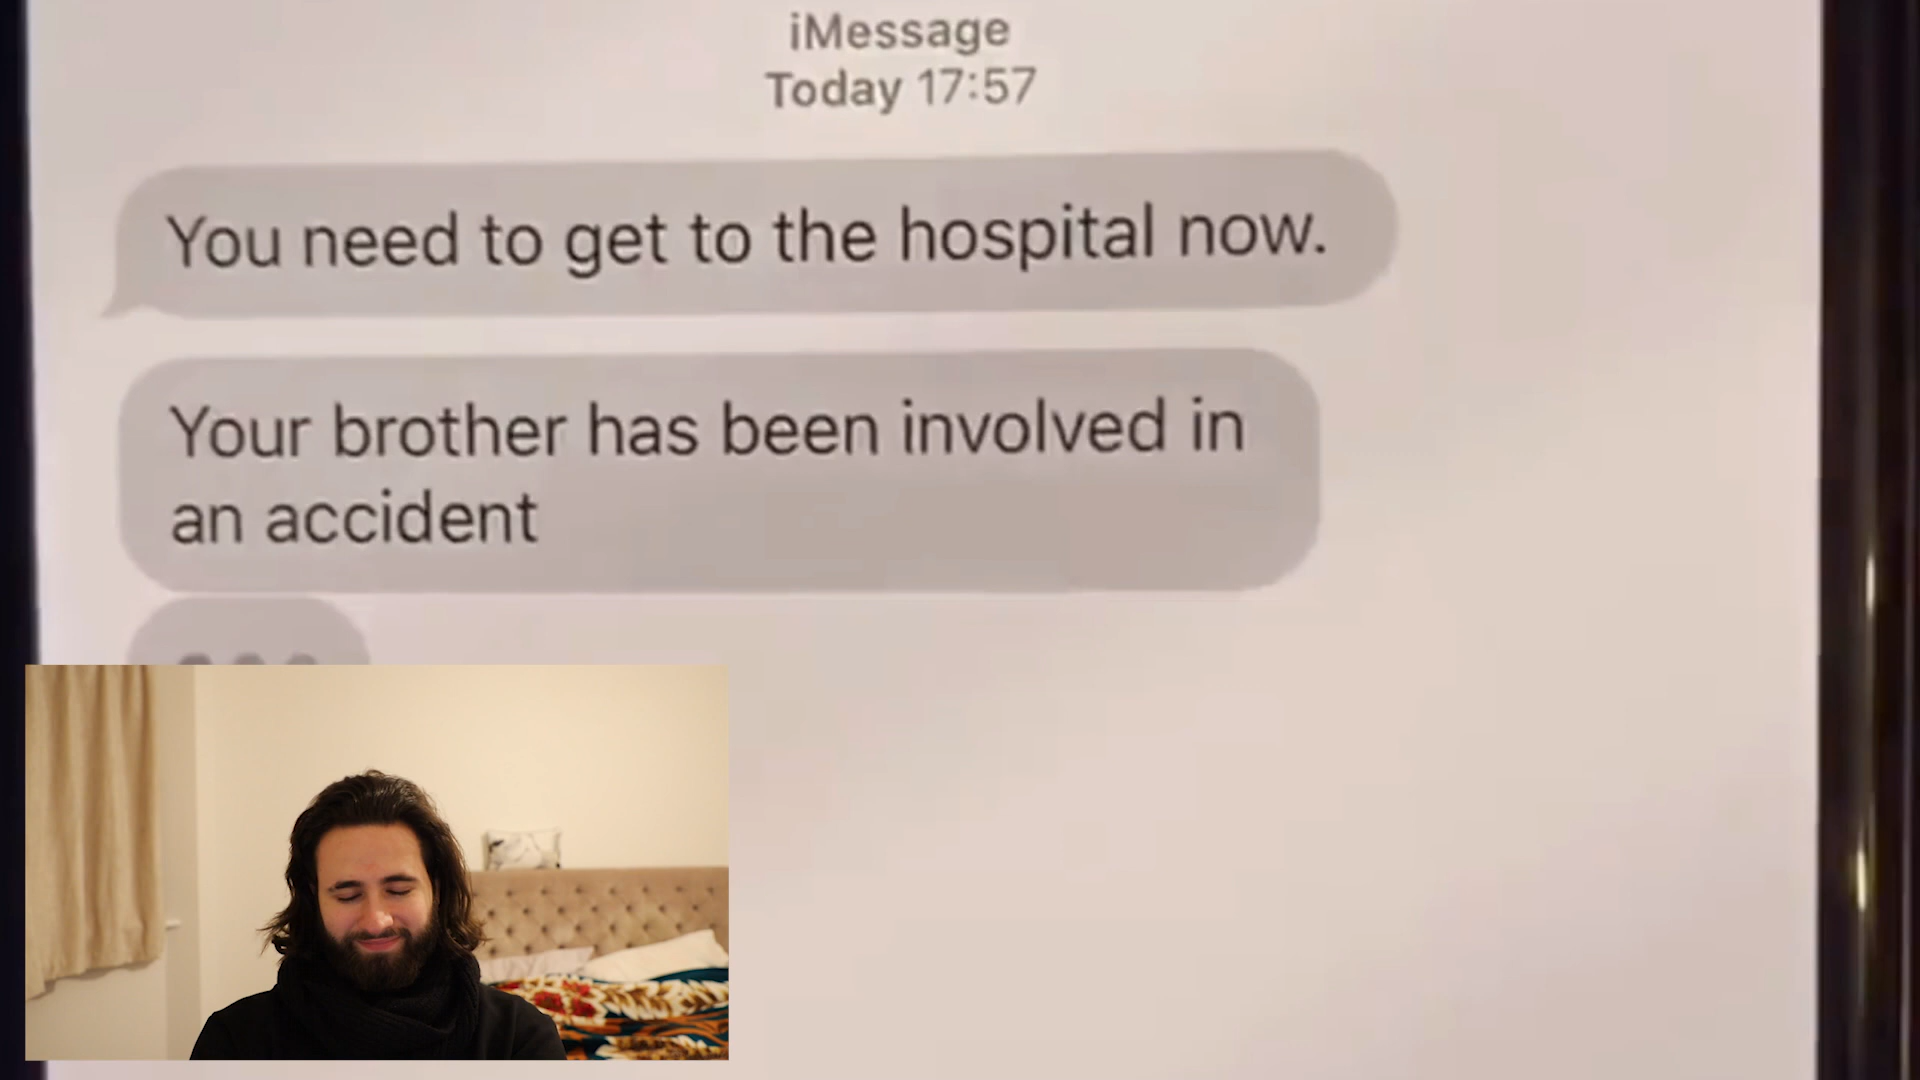 iMessage
Today 17:57
You need to get to the hospital now.
Your brother has been involved in
an accident